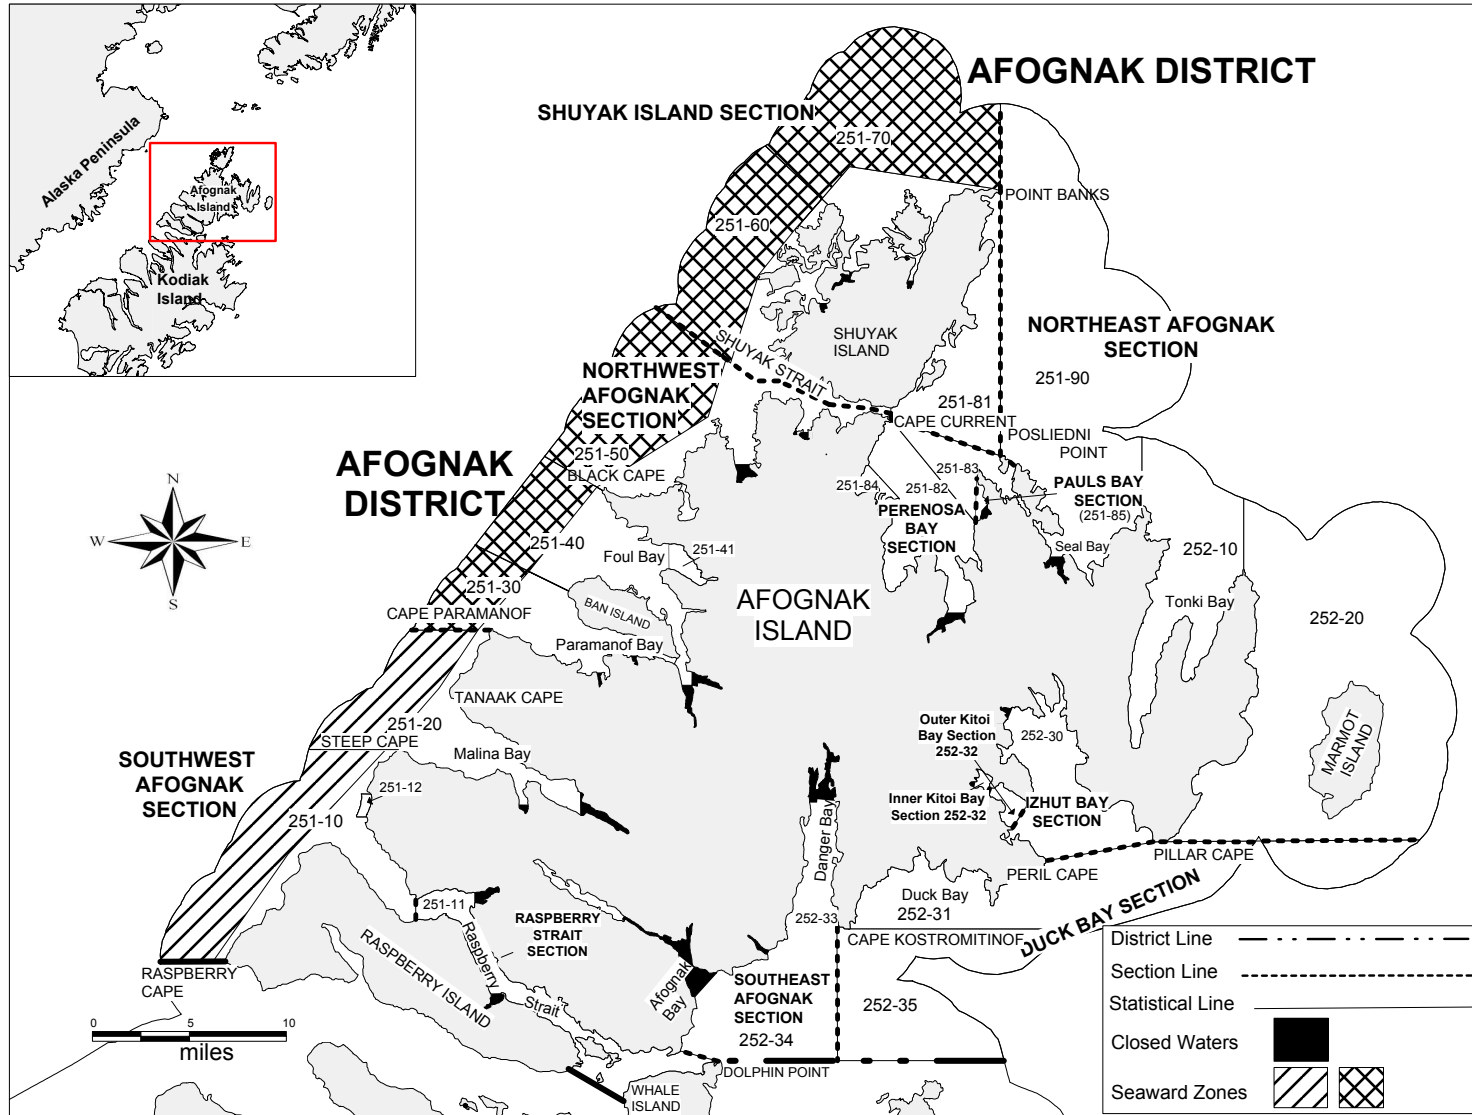 AFOGNAK DISTRICT
SHUYAK ISLAND SECTION
251-70
Alaska Peninsula
Afognak
Island
Kodiak
Island
POINT BANKS
251-60
SHUYAK
ISLAND
SHUYAK STRAIT
NORTHEAST AFOGNAK
SECTION
251-90
NORTHWEST
AFOGNAK
SECTION
251-81
CAPE CURRENT
POSLIEDNI
POINT
251-50
BLACK CAPE
AFOGNAK
DISTRICT
251-83
251-84
251-82
PAULS BAY
SECTION
(251-85)
PERENOSA
BAY
SECTION
N
W
E
S
251-40
Foul Bay
251-41
Seal Bay
252-10
251-30
CAPE PARAMANOF
BAN ISLAND
Paramanof Bay
AFOGNAK
ISLAND
Tonki Bay
252-20
TANAAK CAPE
251-20
STEEP CAPE
Malina Bay
Outer Kitoi
Bay Section
252-32
252-30
MARMOT
ISLAND
SOUTHWEST
AFOGNAK
SECTION
251-12
251-10
Inner Kitoi Bay
Section 252-32
IZHUT BAY
SECTION
Danger Bay
PILLAR CAPE
PERIL CAPE
Duck Bay
252-31
DUCK BAY SECTION
251-11
Raspberry
Strait
RASPBERRY
STRAIT
SECTION
252-33
CAPE KOSTROMITINOF
RASPBERRY ISLAND
RASPBERRY
CAPE
Afognak
Bay
SOUTHEAST
AFOGNAK
SECTION
252-34
252-35
DOLPHIN POINT
WHALE
ISLAND
0
5
10
miles
District Line
Section Line
Statistical Line
Closed Waters
Seaward Zones